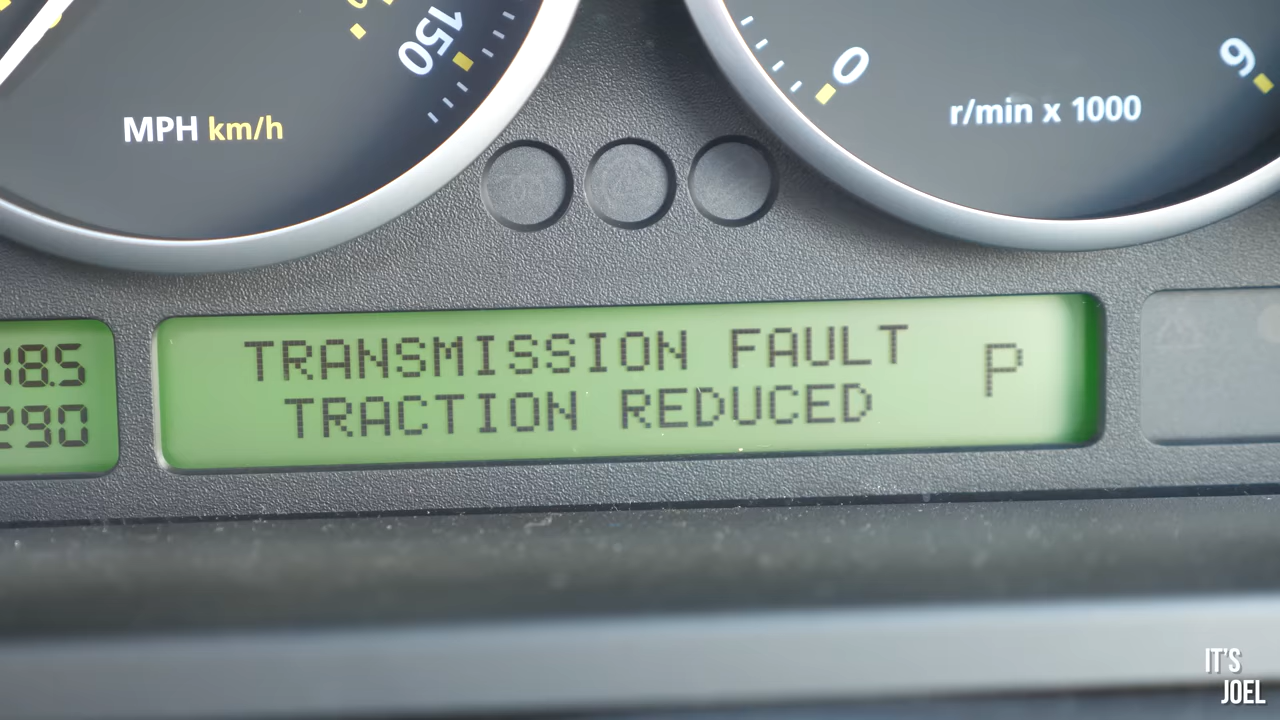 150
MPH km/h
0
6
r/min x 1000
18.5
290
TRANSMISSION FAULT
TRACTION REDUCED
P
IT'S
JOEL